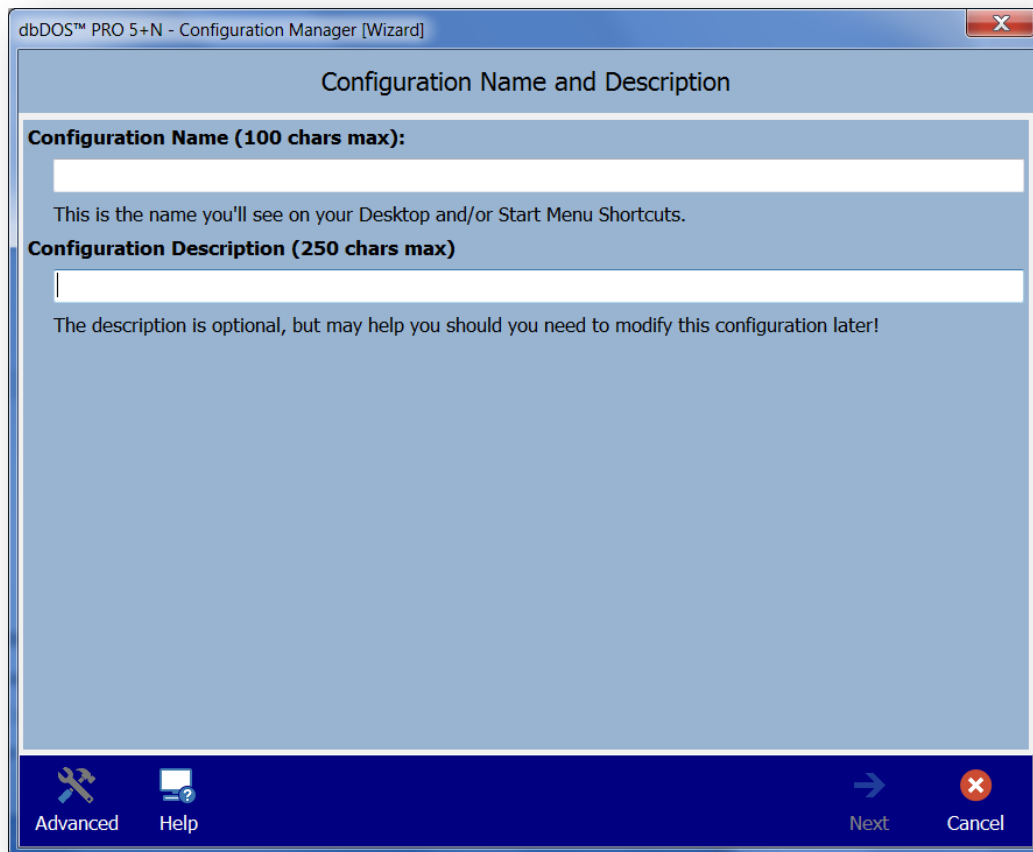 dbDOS™ PRO 5+N - Configuration Manager [Wizard]
Configuration Name and Description
Configuration Name (100 chars max):
This is the name you'll see on your Desktop and/or Start Menu Shortcuts.
Configuration Description (250 chars max)
The description is optional, but may help you should you need to modify this configuration later!
Advanced Help Next Cancel